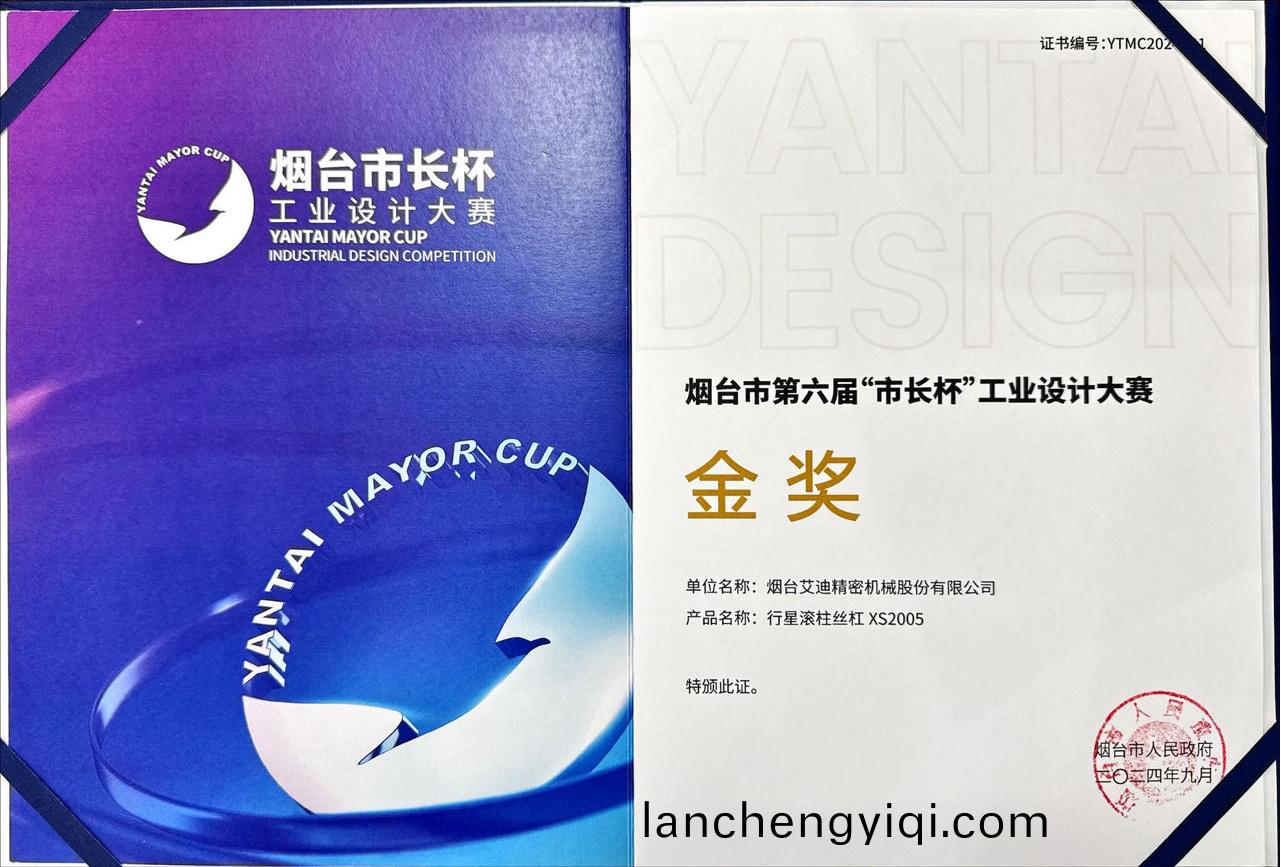 YANTAI MAYOR CUP
烟台市长杯
工业设计大赛
YANTAI MAYOR CUP
INDUSTRIAL DESIGN COMPETITION
YANTAI MAYOR CUP
证书编号：YTMC202
YANTAI
DESIGN
烟台市第六届“市长杯”工业设计大赛
金奖
单位名称：烟台艾迪精密机械股份有限公司
产品名称：行星滚柱丝杠 XS2005
特颁此证。
烟台市人民政府
二〇二四年九月
lanchengyiqi.com